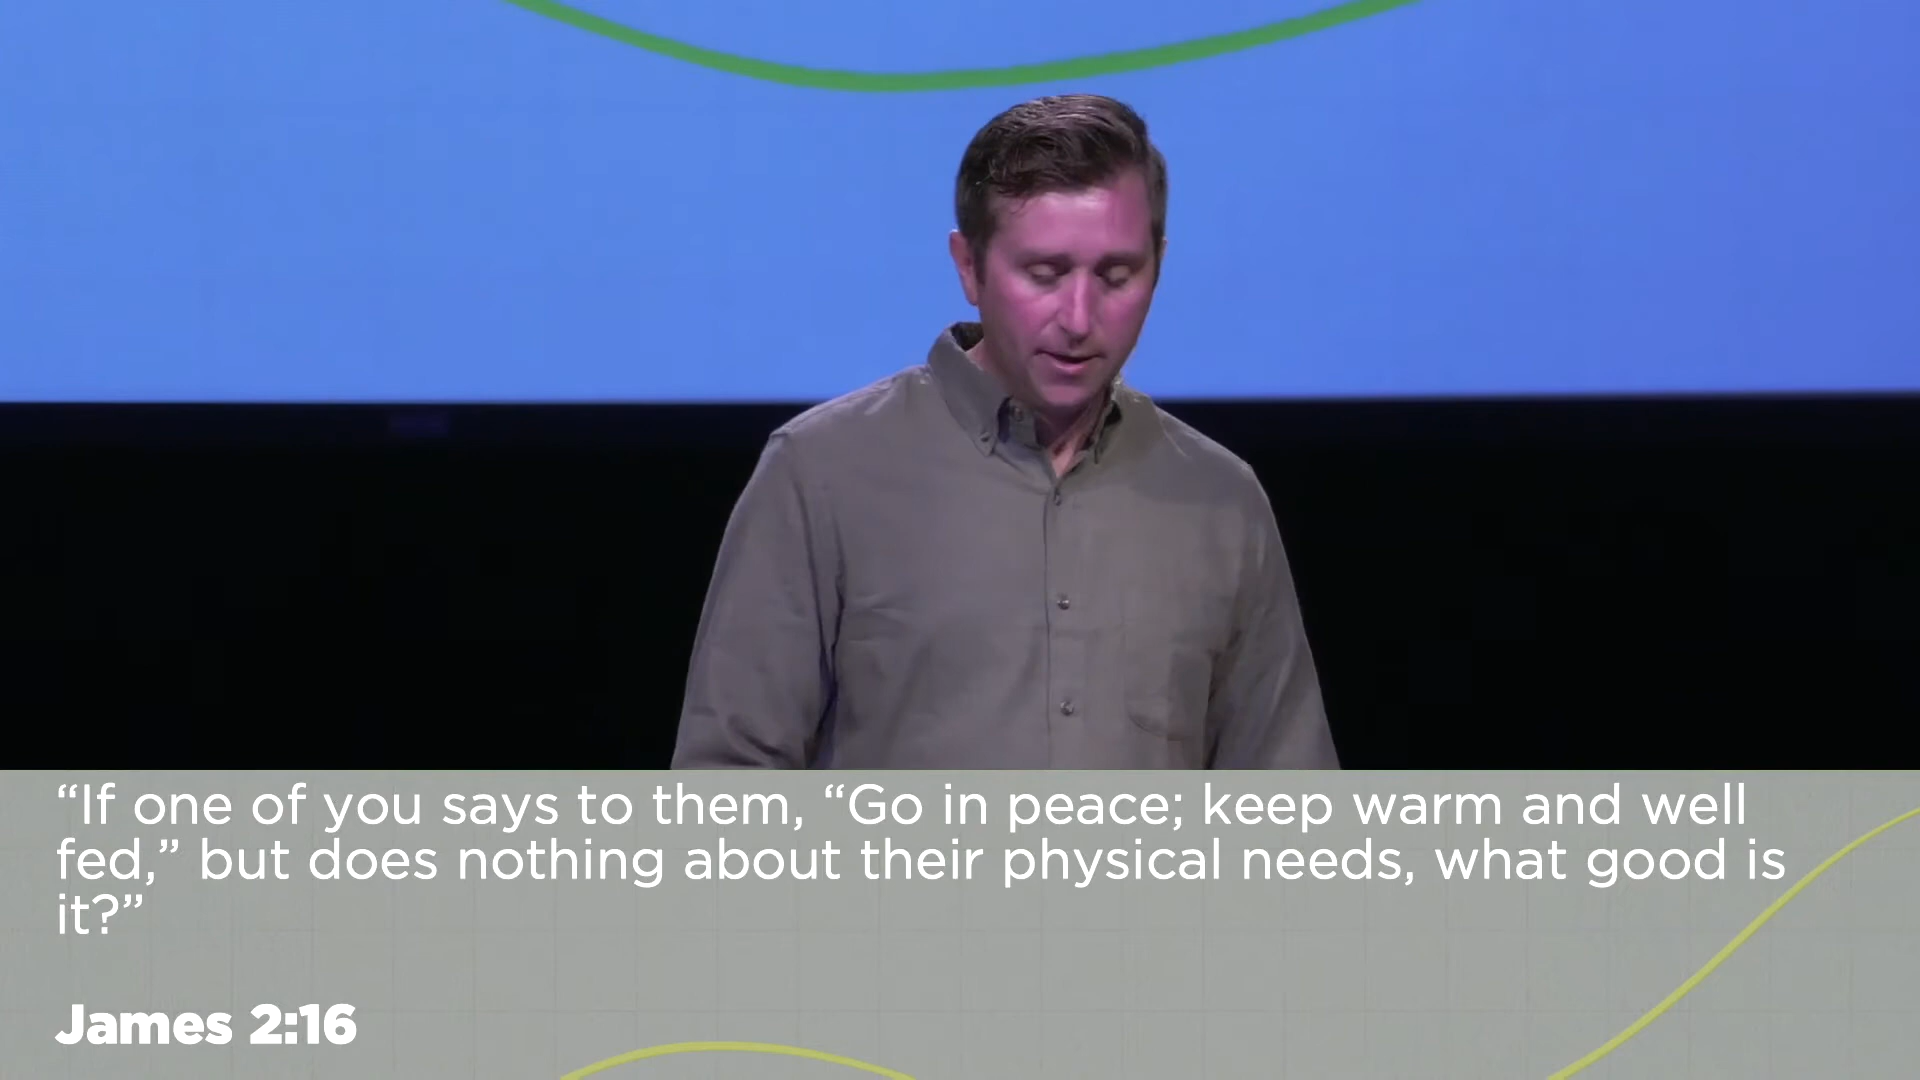 “If one of you says to them, “Go in peace; keep warm and well
fed,” but does nothing about their physical needs, what good is
it?”
James 2:16